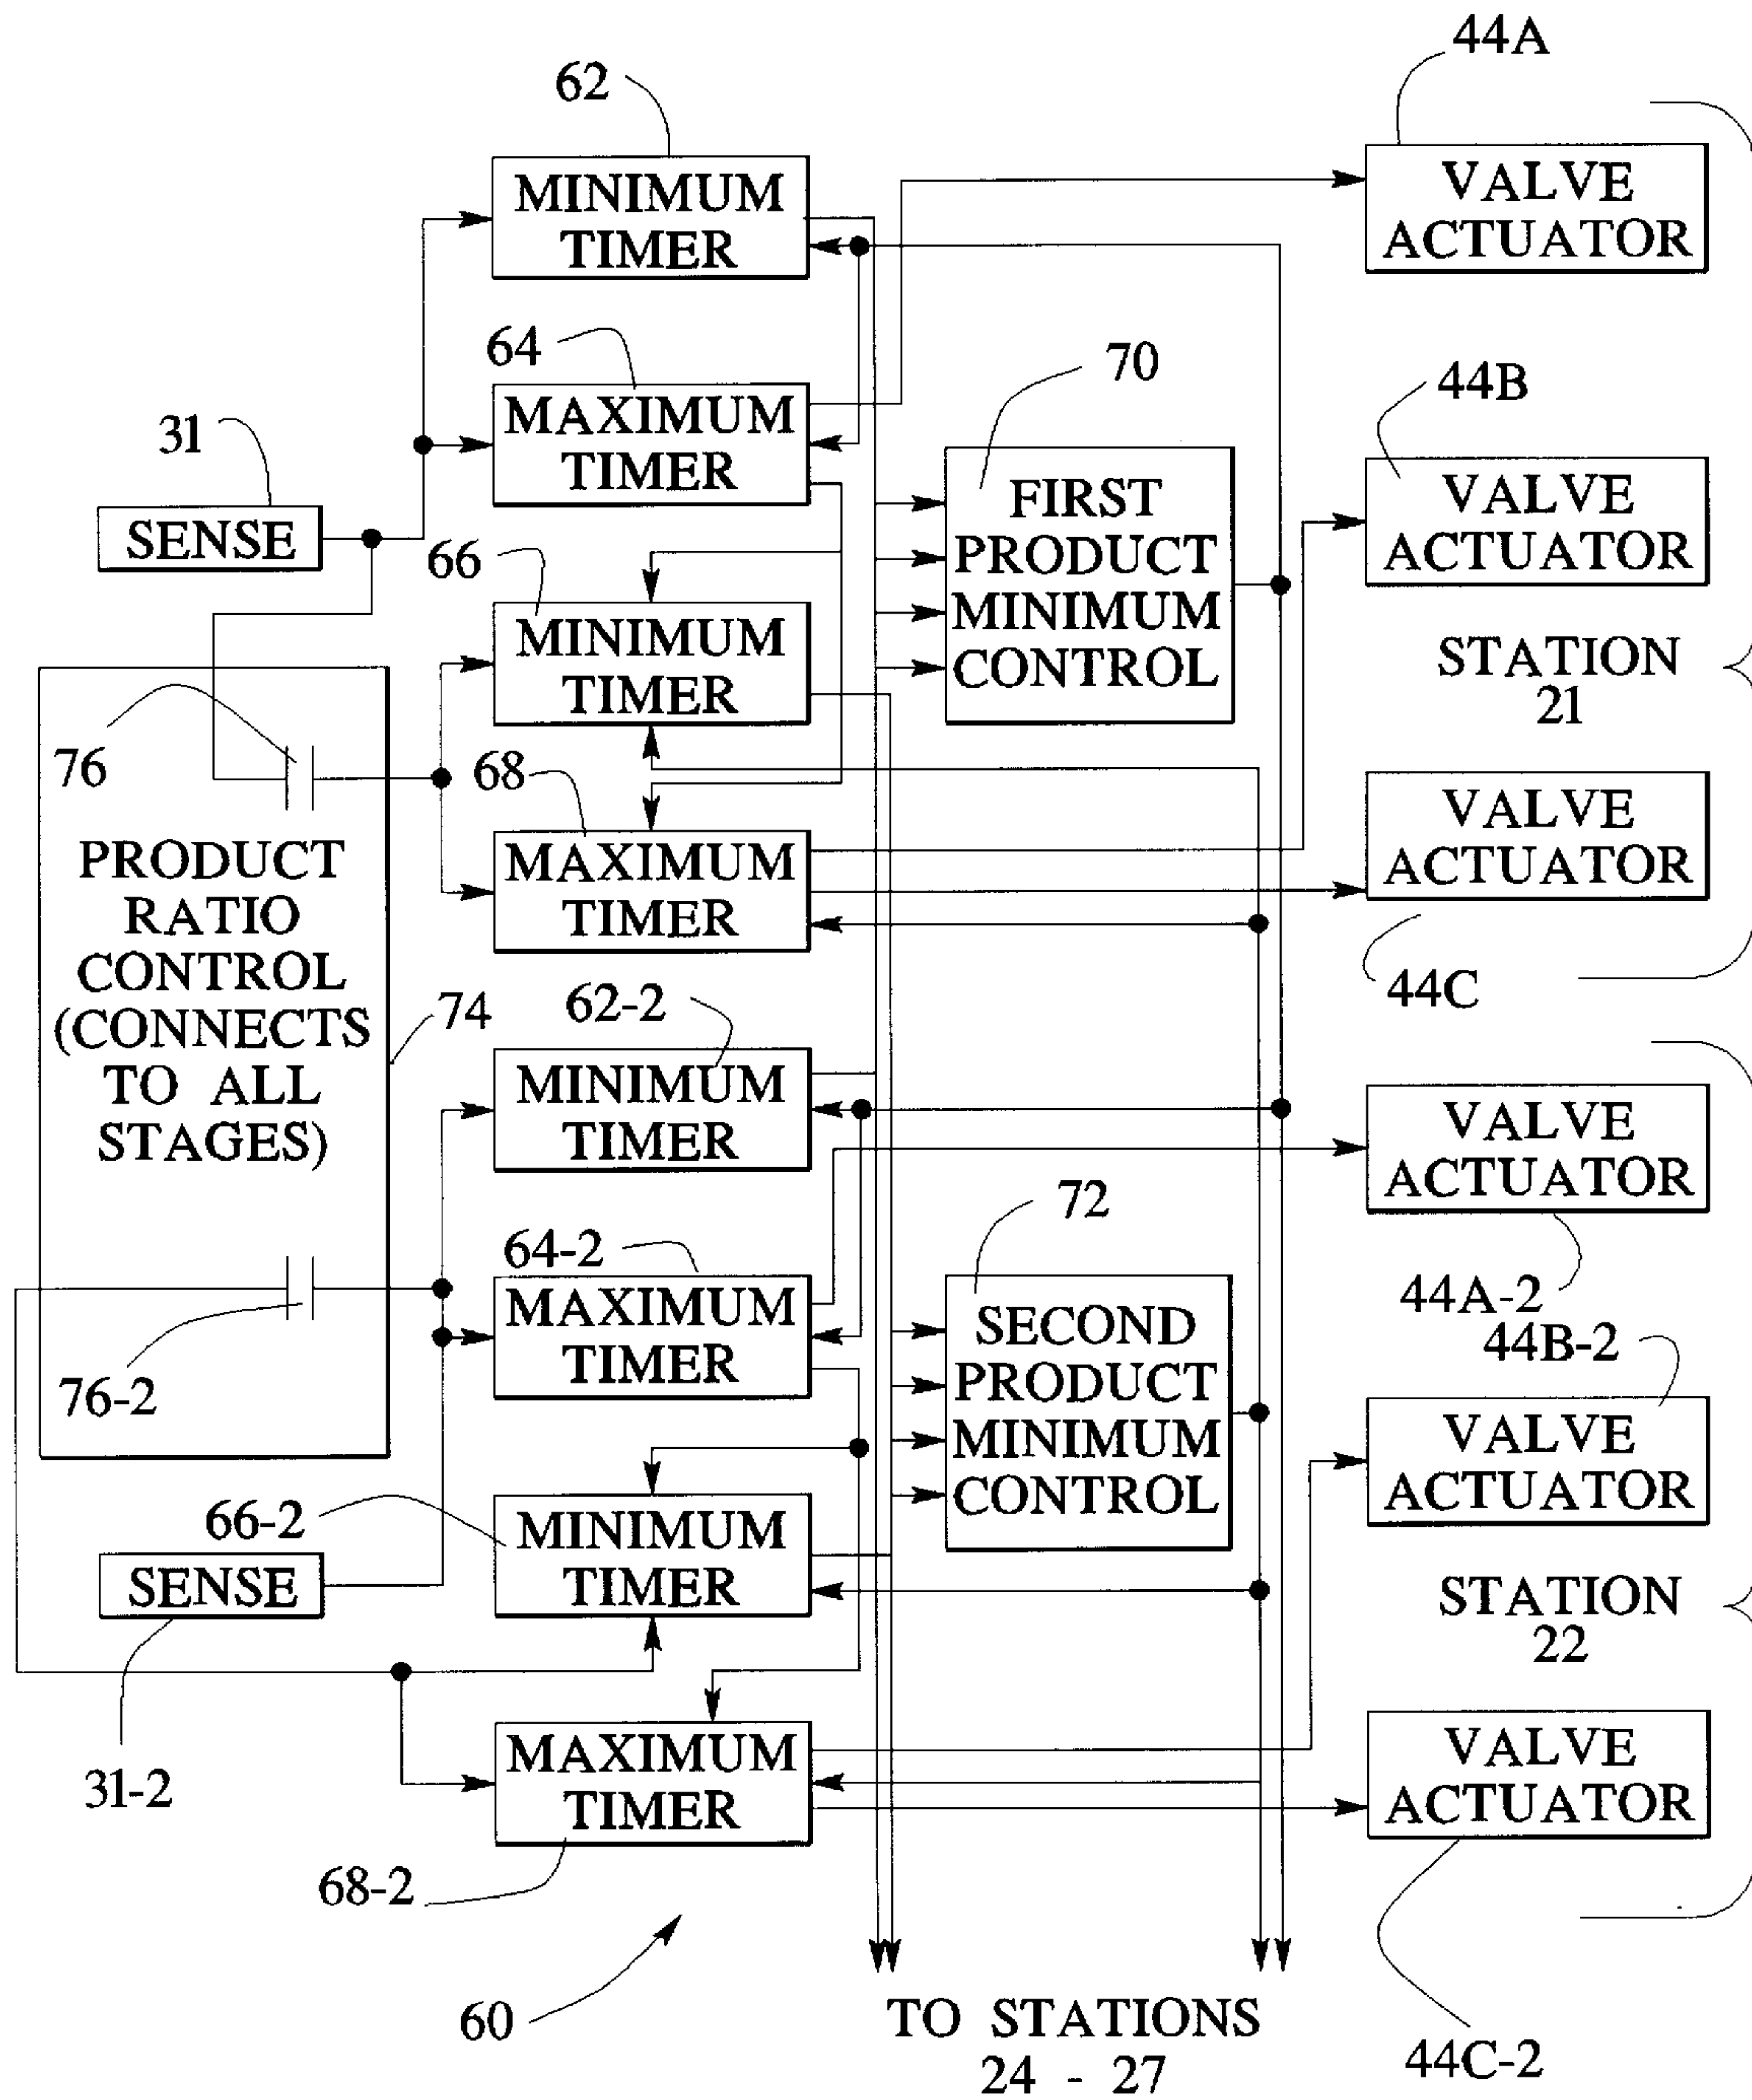 44A
62
MINIMUM
TIMER
VALVE
ACTUATOR
64
MAXIMUM
TIMER
70
44B
31
SENSE
FIRST
PRODUCT
MINIMUM
CONTROL
VALVE
ACTUATOR
66
MINIMUM
TIMER
STATION
21
76
68
MAXIMUM
TIMER
VALVE
ACTUATOR
44C
PRODUCT
RATIO
CONTROL
(CONNECTS
TO ALL
STAGES)
74
62-2
MINIMUM
TIMER
VALVE
ACTUATOR
44A-2
64-2
MAXIMUM
TIMER
72
SECOND
PRODUCT
MINIMUM
CONTROL
44B-2
VALVE
ACTUATOR
76-2
66-2
MINIMUM
TIMER
SENSE
31-2
STATION
22
MAXIMUM
TIMER
68-2
VALVE
ACTUATOR
44C-2
60
TO STATIONS
24 - 27